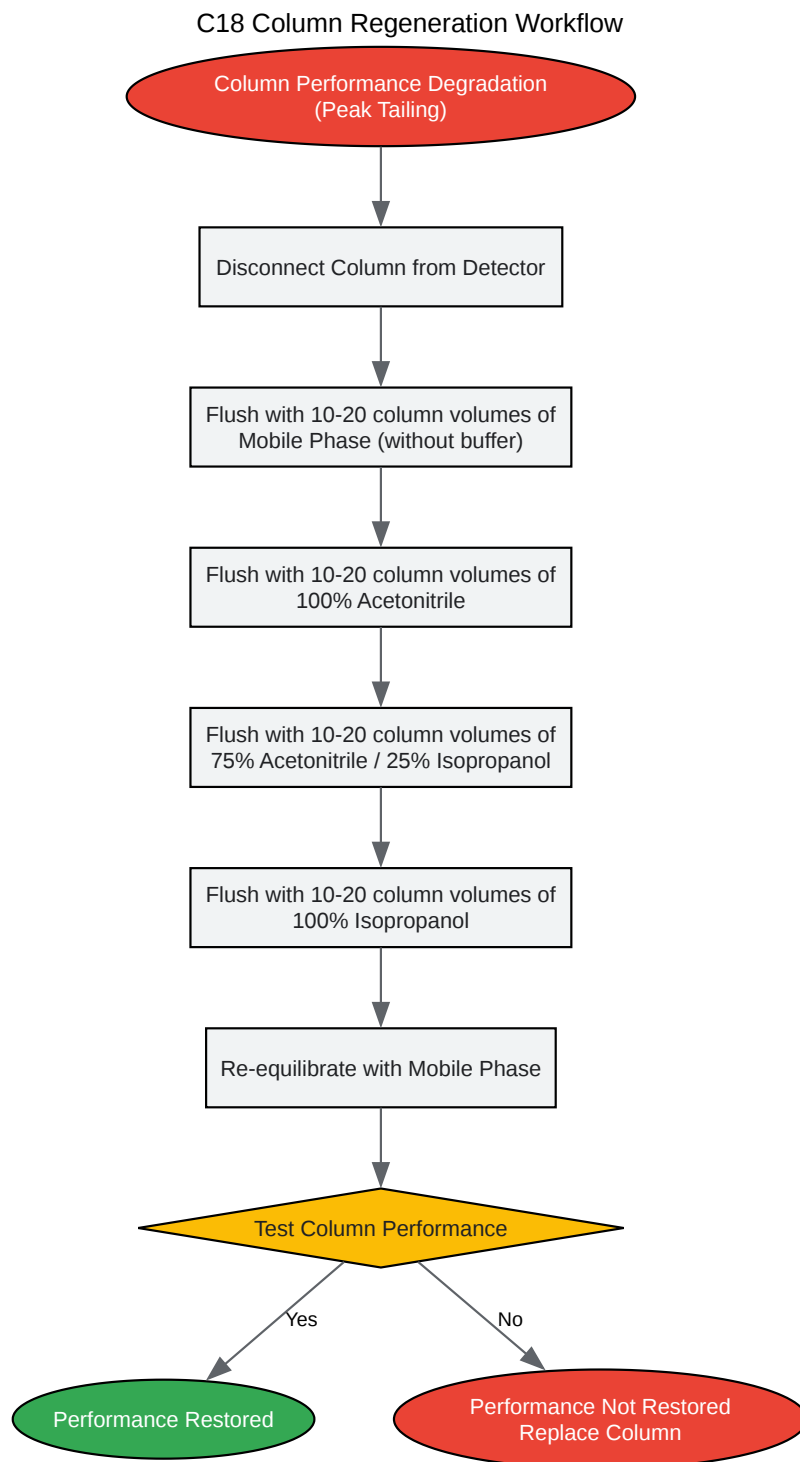 C18 Column Regeneration Workflow
Column Performance Degradation
(Peak Tailing)
Disconnect Column from Detector
Flush with 10-20 column volumes of
Mobile Phase (without buffer)
Flush with 10-20 column volumes of
100% Acetonitrile
Flush with 10-20 column volumes of
75% Acetonitrile / 25% Isopropanol
Flush with 10-20 column volumes of
100% Isopropanol
Re-equilibrate with Mobile Phase
Test Column Performance
Yes
No
Performance Restored
Performance Not Restored
Replace Column